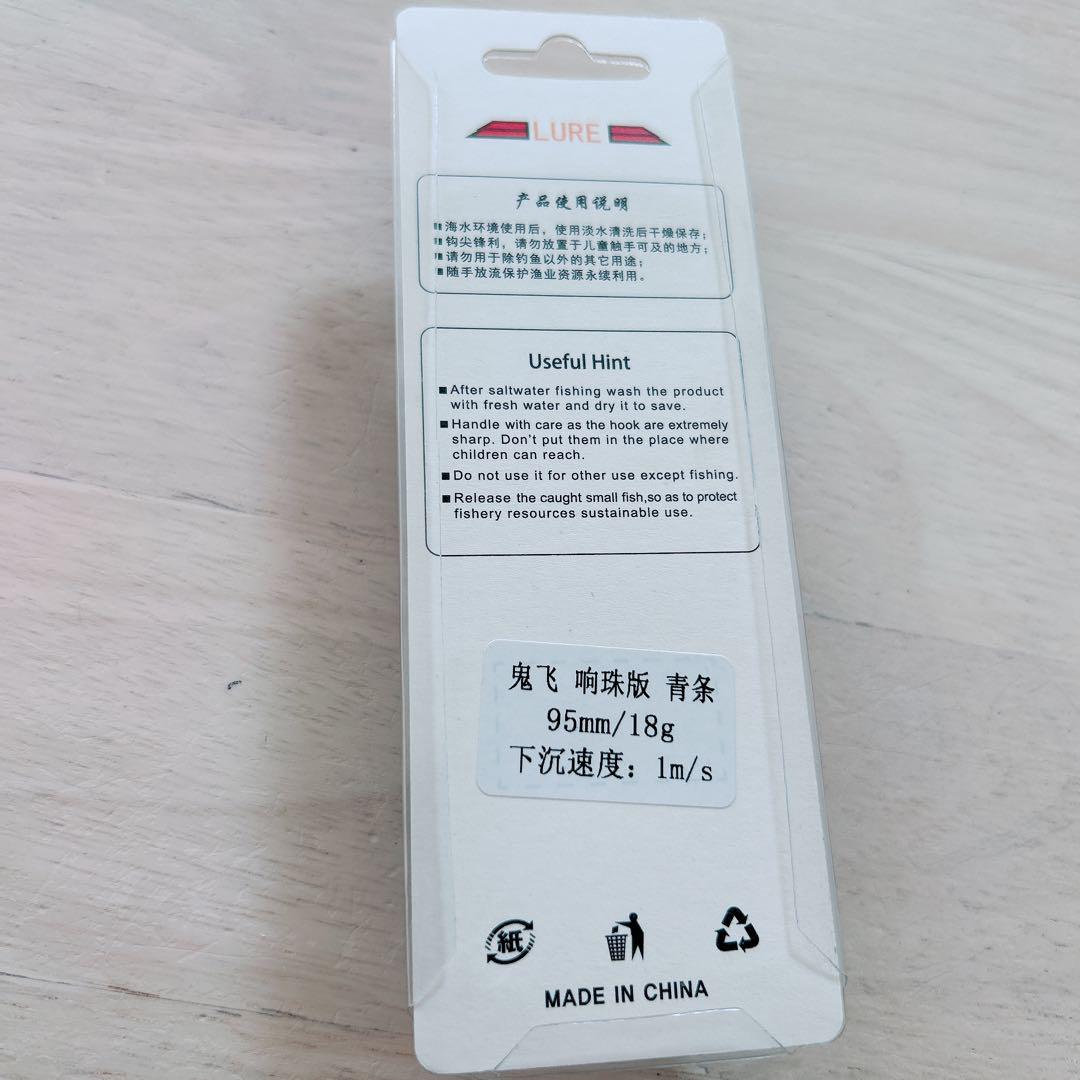 LURE
产品使用说明
■海水环境使用后，使用淡水清洗后干燥保存；
■钩尖锋利，请勿放置于儿童触手可及的地方；
■请勿用于除钓鱼以外的其它用途；
■随手放流保护渔业资源永续利用。
Useful Hint
■After saltwater fishing wash the product
with fresh water and dry it to save.
■Handle with care as the hook are extremely
sharp. Don't put them in the place where
children can reach.
■Do not use it for other use except fishing.
■Release the caught small fish,so as to protect
fishery resources sustainable use.
鬼飞 响珠版 青条
95mm/18g
下沉速度：1m/s
紙
MADE IN CHINA